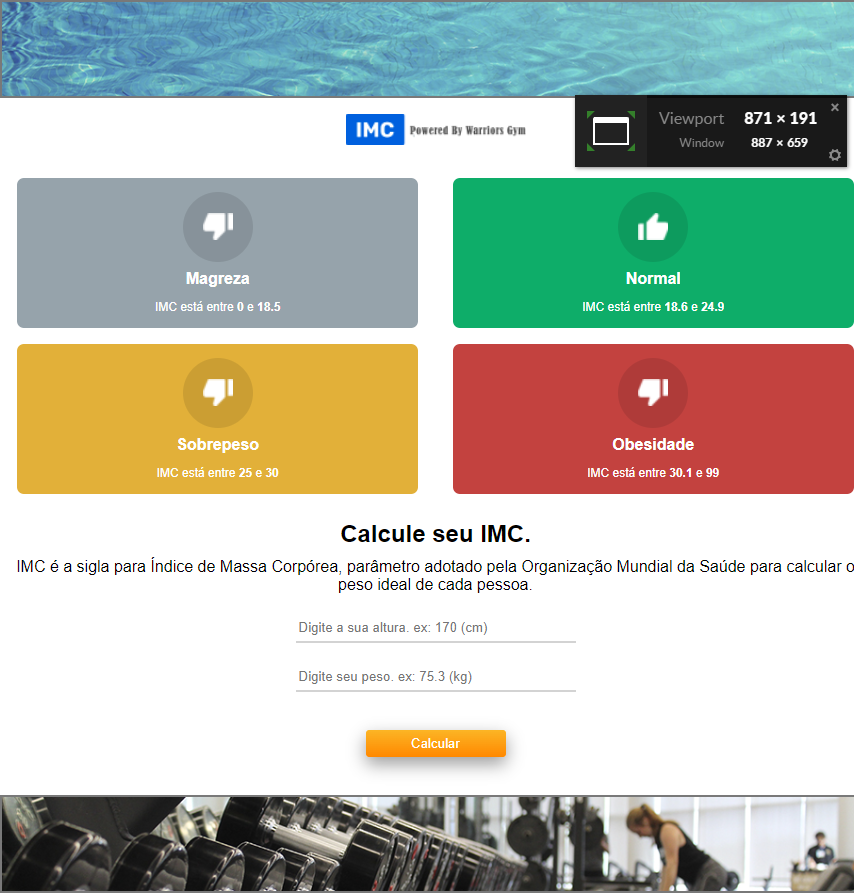 IMC Powered By Warriors Gym
Viewport 871 × 191
Window 887 × 659
Magreza
IMC está entre 0 e 18.5
Normal
IMC está entre 18.6 e 24.9
Sobrepeso
IMC está entre 25 e 30
Obesidade
IMC está entre 30.1 e 99
Calcule seu IMC.
IMC é a sigla para Índice de Massa Corpórea, parâmetro adotado pela Organização Mundial da Saúde para calcular o
peso ideal de cada pessoa.
Digite a sua altura. ex: 170 (cm)
Digite seu peso. ex: 75.3 (kg)
Calcular